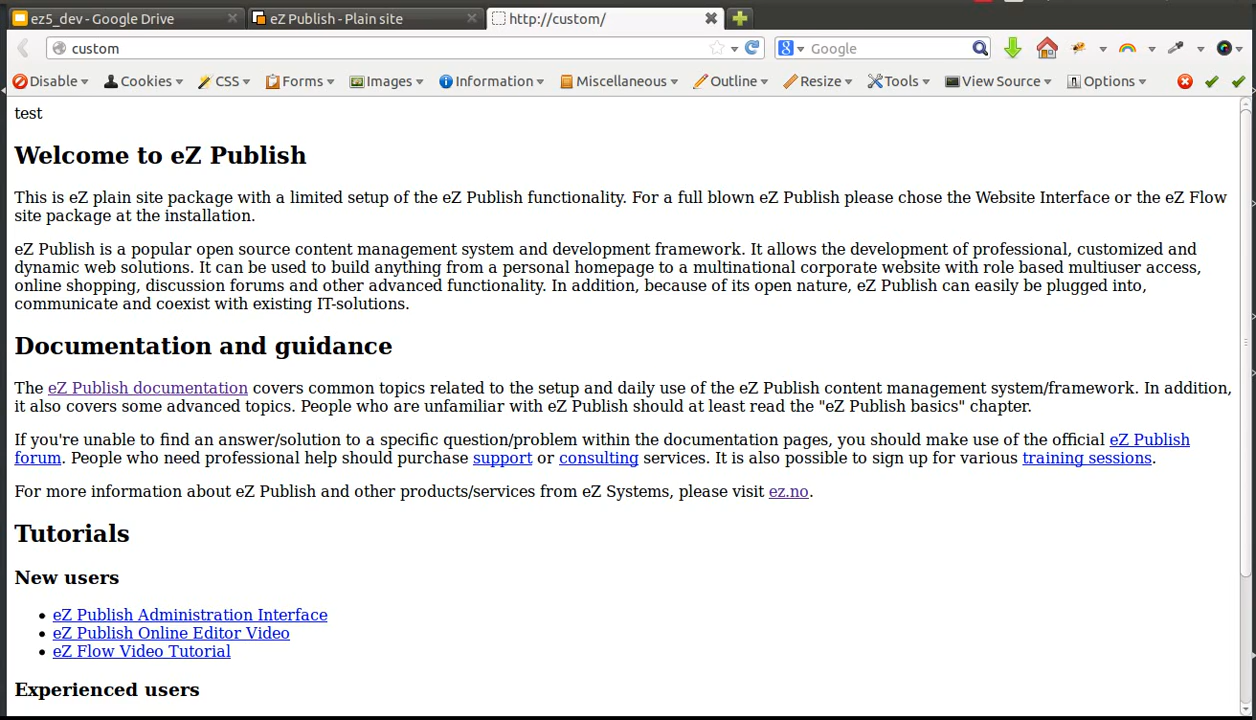 ez5_dev - Google Drive
eZ Publish - Plain site
http://custom/
custom
Google
Disable
Cookies
CSS
Forms
Images
Information
Miscellaneous
Outline
Resize
Tools
View Source
Options
test
Welcome to eZ Publish
This is eZ plain site package with a limited setup of the eZ Publish functionality. For a full blown eZ Publish please chose the Website Interface or the eZ Flow
site package at the installation.
eZ Publish is a popular open source content management system and development framework. It allows the development of professional, customized and
dynamic web solutions. It can be used to build anything from a personal homepage to a multinational corporate website with role based multiuser access,
online shopping, discussion forums and other advanced functionality. In addition, because of its open nature, eZ Publish can easily be plugged into,
communicate and coexist with existing IT-solutions.
Documentation and guidance
The eZ Publish documentation covers common topics related to the setup and daily use of the eZ Publish content management system/framework. In addition,
it also covers some advanced topics. People who are unfamiliar with eZ Publish should at least read the "eZ Publish basics" chapter.
If you're unable to find an answer/solution to a specific question/problem within the documentation pages, you should make use of the official eZ Publish
forum. People who need professional help should purchase support or consulting services. It is also possible to sign up for various training sessions.
For more information about eZ Publish and other products/services from eZ Systems, please visit ez.no.
Tutorials
New users
eZ Publish Administration Interface
eZ Publish Online Editor Video
eZ Flow Video Tutorial
Experienced users